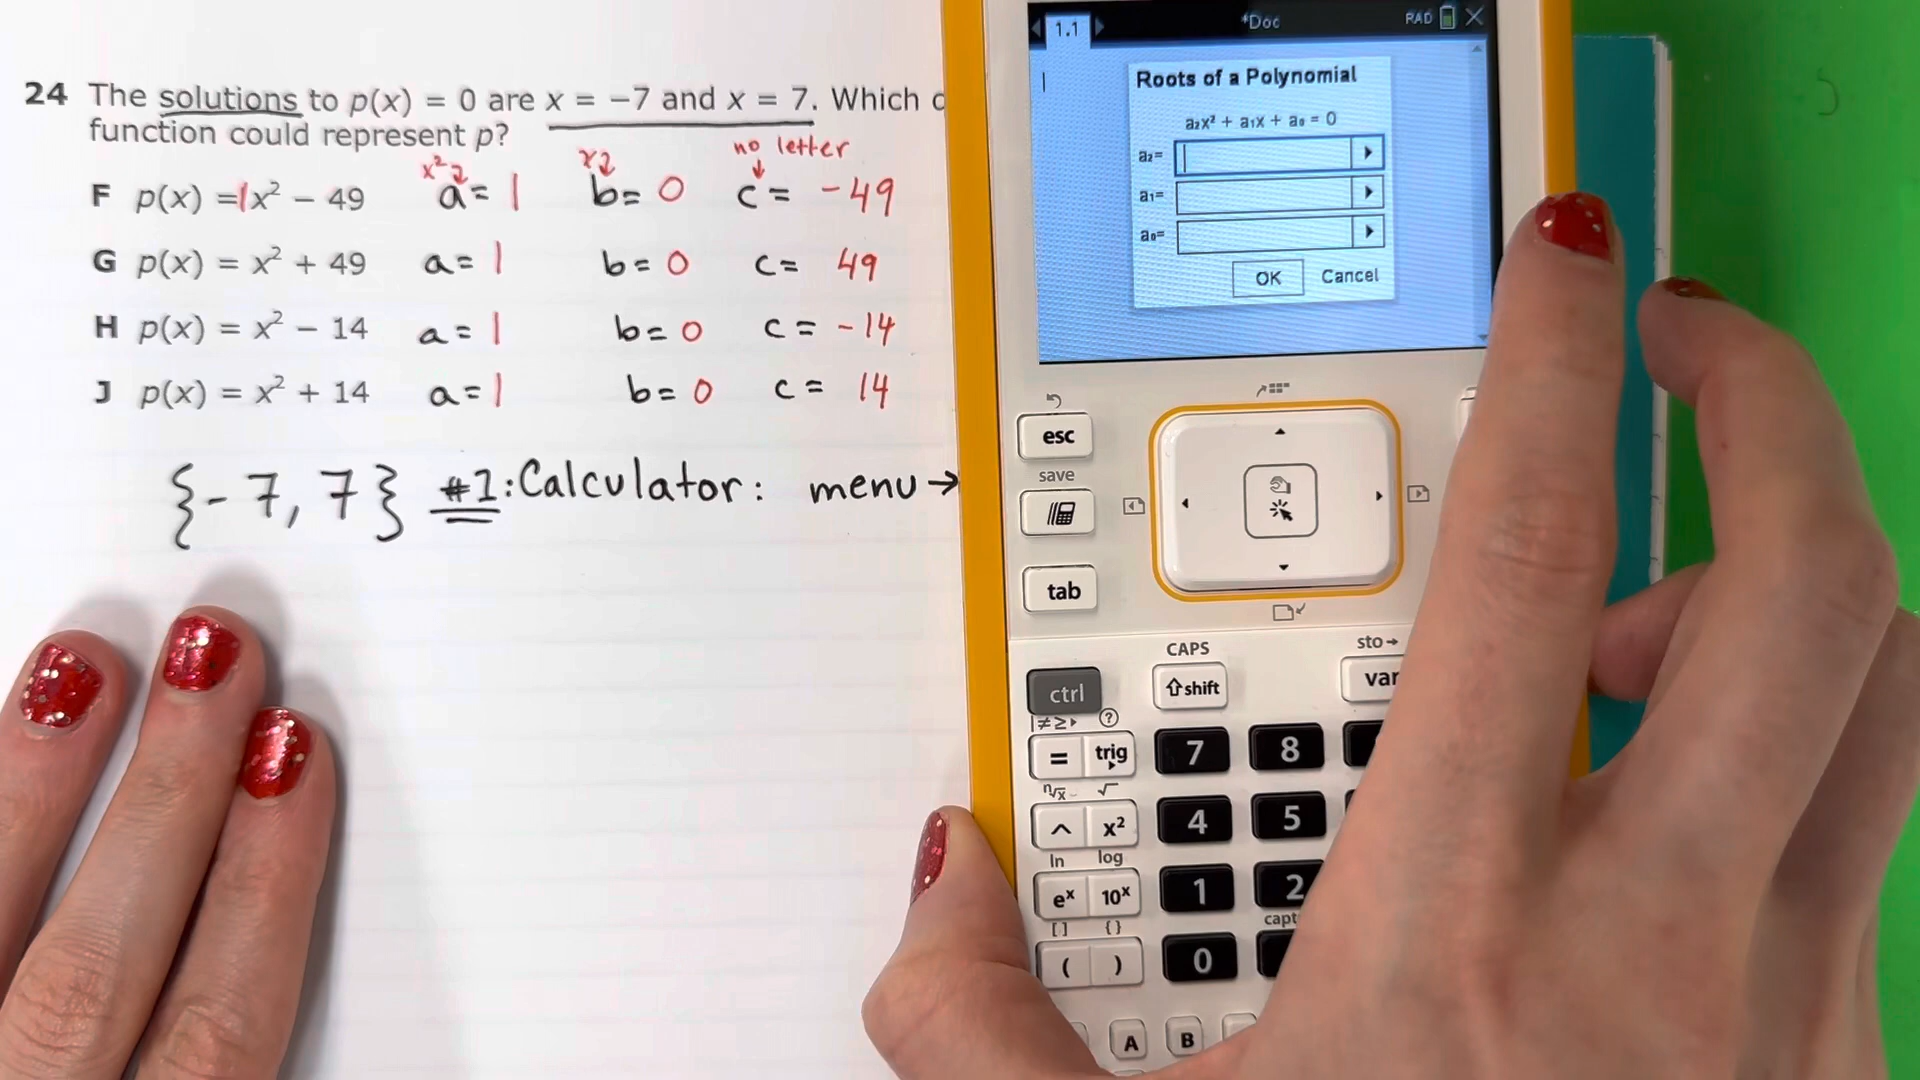 24 The solutions to p(x) = 0 are x = −7 and x = 7. Which
function could represent p?
no letter
x² x
F p(x) =1x² − 49 a = 1 b = 0 c = -49
G p(x) = x² + 49 a = 1 b = 0 c = 49
H p(x) = x² − 14 a = 1 b = 0 c = -14
J p(x) = x² + 14 a = 1 b = 0 c = 14
{-7, 7} #1: Calculator: menu →
1.1 *Doc RAD
Roots of a Polynomial
a₂x² + a₁x + a₀ = 0
a₂=
a₁=
a₀=
OK Cancel
esc
save
tab
CAPS sto→
ctrl ⇧shift var
|≠≥▸ ?
= trig 7 8
ⁿ√x √
^ x² 4 5
ln log
eˣ 10ˣ 1 2
[ ] { } capt
( ) 0
A B